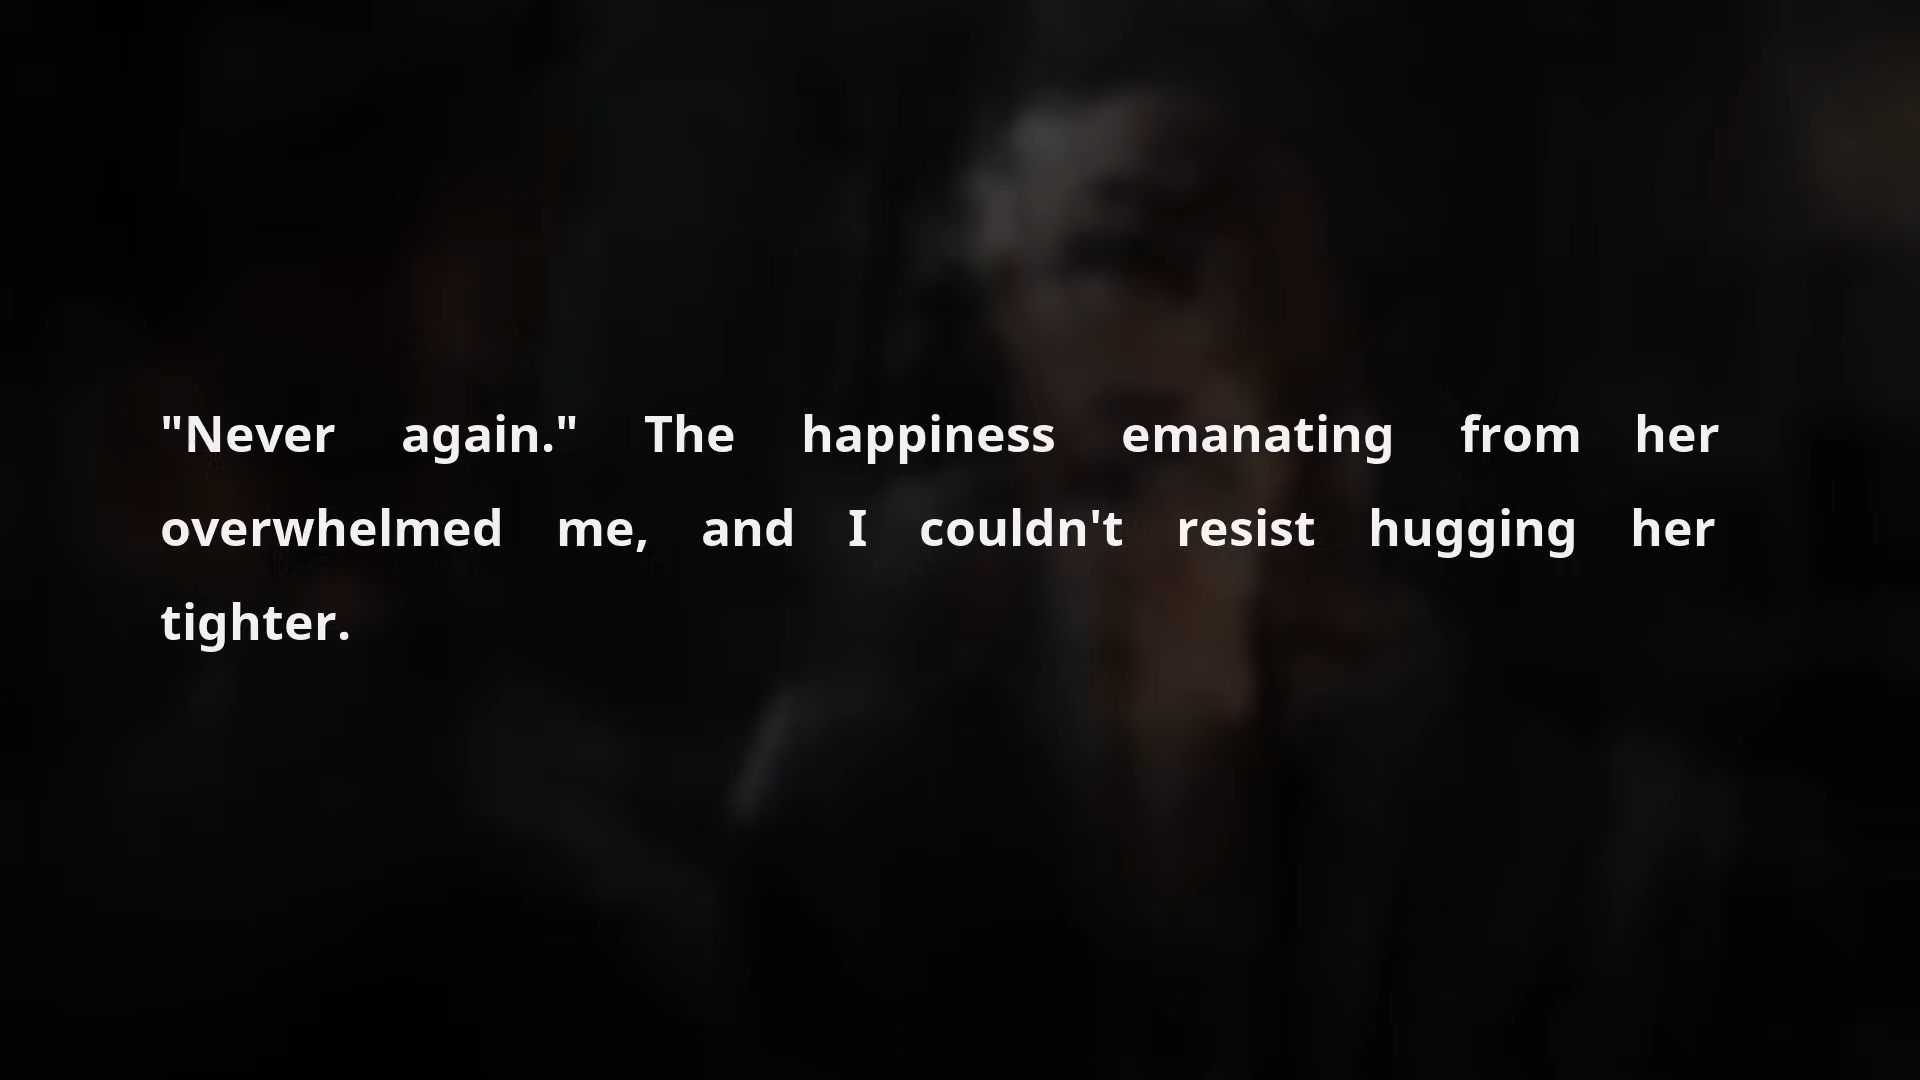 "Never again." The happiness emanating from her
overwhelmed me, and I couldn't resist hugging her
tighter.